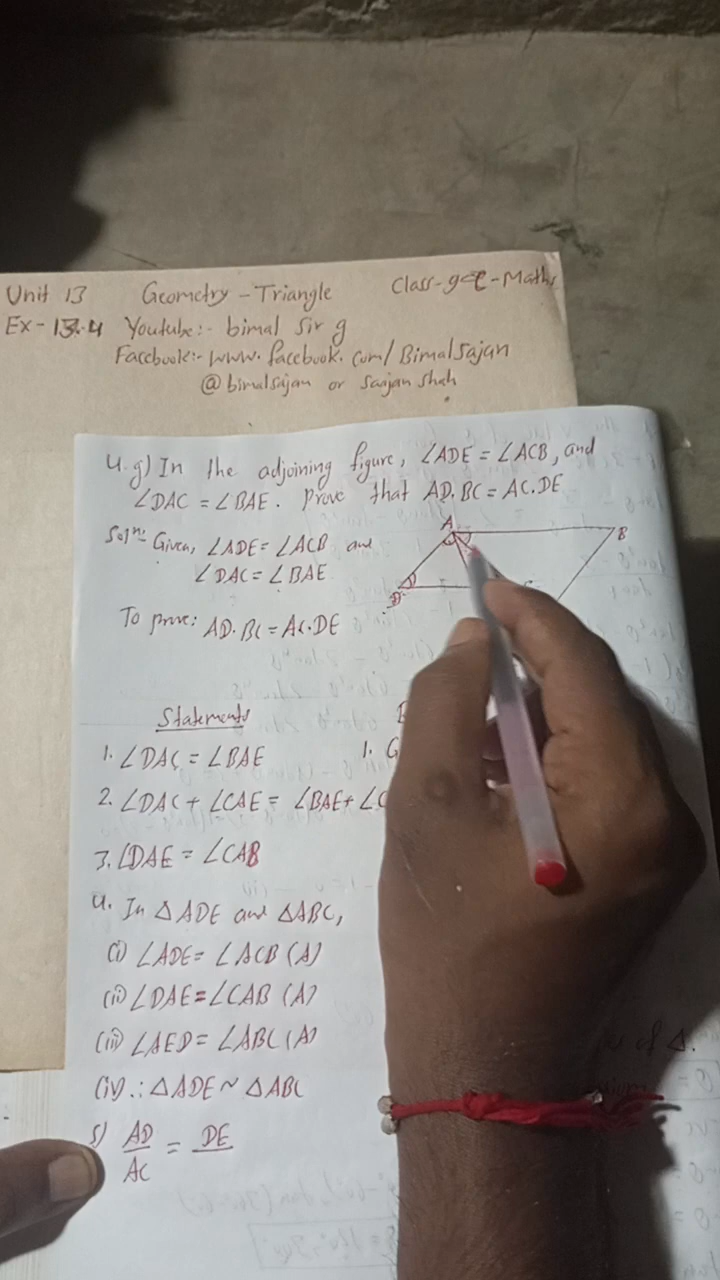 Unit 13 Geometry - Triangle Class-9 - Maths
Ex - 13.4 Youtube:- bimal sir g
Facebook:- www.facebook.com/Bimalsajan
@bimalsajan or sanjan shah
4.g) In the adjoining figure, ∠ADE = ∠ACB, and
∠DAC = ∠BAE. Prove that AD.BC = AC.DE
Solⁿ: Given, ∠ADE = ∠ACB and
∠DAC = ∠BAE
To prove: AD.BC = AC.DE
A
B
D
Statements
1. ∠DAC = ∠BAE 1. G
2. ∠DAC + ∠CAE = ∠BAE + ∠C
3. ∠DAE = ∠CAB
4. In △ADE and △ABC,
(i) ∠ADE = ∠ACB (A)
(ii) ∠DAE = ∠CAB (A)
(iii) ∠AED = ∠ABC (A)
of △.
(iv) ∴ △ADE ~ △ABC
5) AD/AC = DE